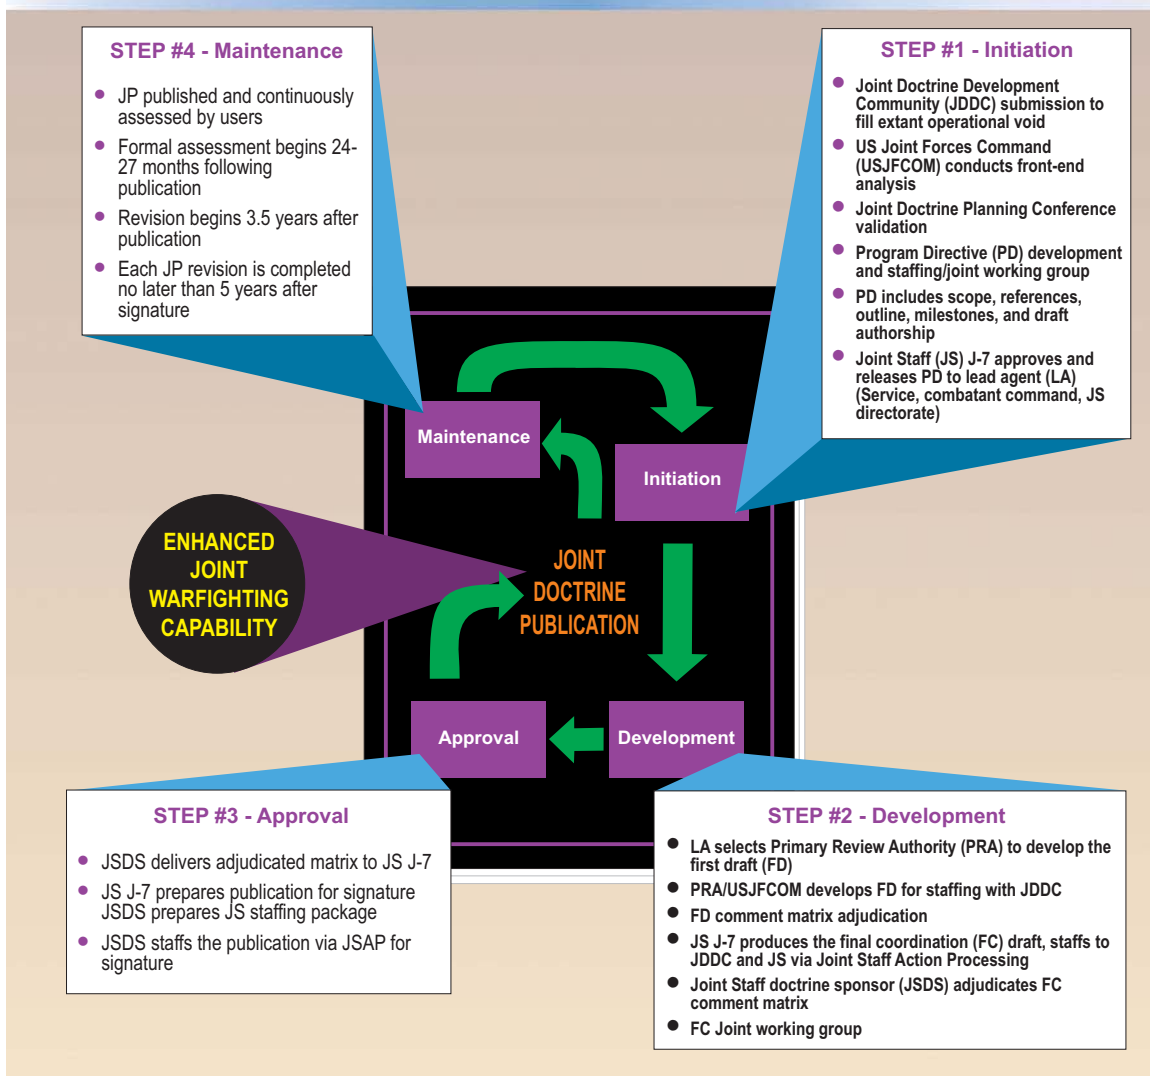 STEP #4 - Maintenance
• JP published and continuously
assessed by users
• Formal assessment begins 24-
27 months following
publication
• Revision begins 3.5 years after
publication
• Each JP revision is completed
no later than 5 years after
signature
STEP #1 - Initiation
• Joint Doctrine Development
Community (JDDC) submission to
fill extant operational void
• US Joint Forces Command
(USJFCOM) conducts front-end
analysis
• Joint Doctrine Planning Conference
validation
• Program Directive (PD) development
and staffing/joint working group
• PD includes scope, references,
outline, milestones, and draft
authorship
• Joint Staff (JS) J-7 approves and
releases PD to lead agent (LA)
(Service, combatant command, JS
directorate)
Maintenance
Initiation
ENHANCED
JOINT
WARFIGHTING
CAPABILITY
JOINT
DOCTRINE
PUBLICATION
Approval
Development
STEP #3 - Approval
• JSDS delivers adjudicated matrix to JS J-7
• JS J-7 prepares publication for signature
JSDS prepares JS staffing package
• JSDS staffs the publication via JSAP for
signature
STEP #2 - Development
• LA selects Primary Review Authority (PRA) to develop the
first draft (FD)
• PRA/USJFCOM develops FD for staffing with JDDC
• FD comment matrix adjudication
• JS J-7 produces the final coordination (FC) draft, staffs to
JDDC and JS via Joint Staff Action Processing
• Joint Staff doctrine sponsor (JSDS) adjudicates FC
comment matrix
• FC Joint working group